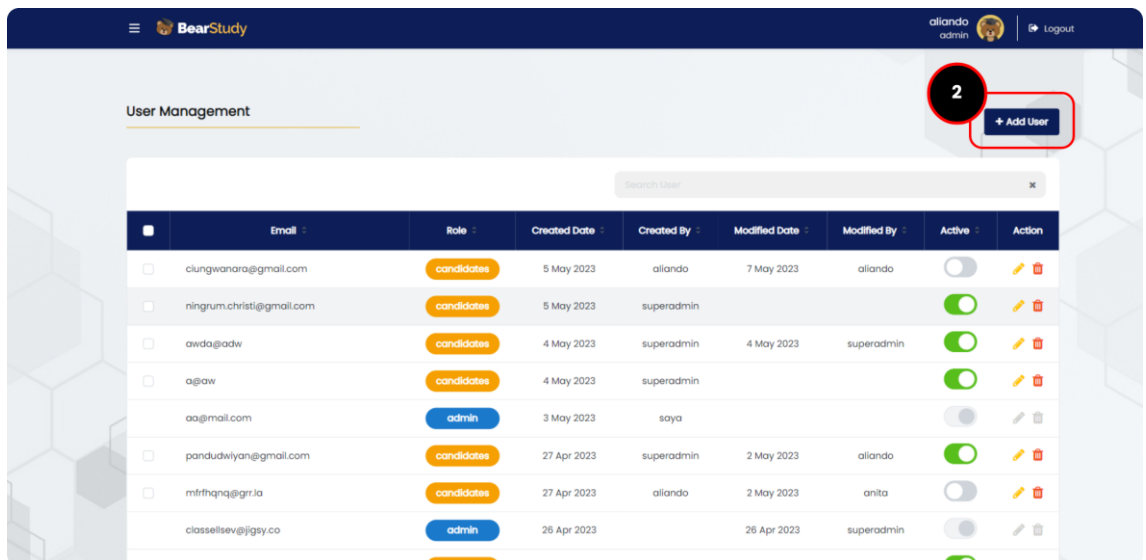 BearStudy
aliando
admin
Logout
2
User Management
+ Add User
Search User
Email Role Created Date Created By Modified Date Modified By Active Action
ciungwanara@gmail.com candidates 5 May 2023 aliando 7 May 2023 aliando
ningrum.christi@gmail.com candidates 5 May 2023 superadmin
awda@adw candidates 4 May 2023 superadmin 4 May 2023 superadmin
a@aw candidates 4 May 2023 superadmin
aa@mail.com admin 3 May 2023 saya
pandudwiyan@gmail.com candidates 27 Apr 2023 superadmin 2 May 2023 aliando
mfrfhqnq@grr.la candidates 27 Apr 2023 aliando 2 May 2023 anita
classellsev@jigsy.co admin 26 Apr 2023 26 Apr 2023 superadmin